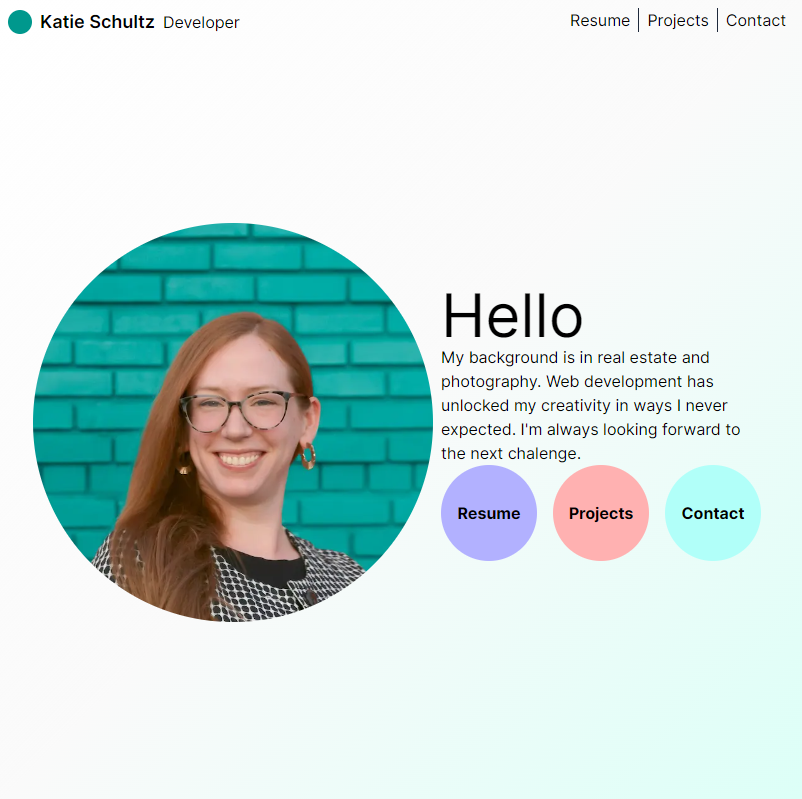 Katie Schultz Developer Resume Projects Contact
Hello
My background is in real estate and
photography. Web development has
unlocked my creativity in ways I never
expected. I'm always looking forward to
the next chalenge.
Resume Projects Contact